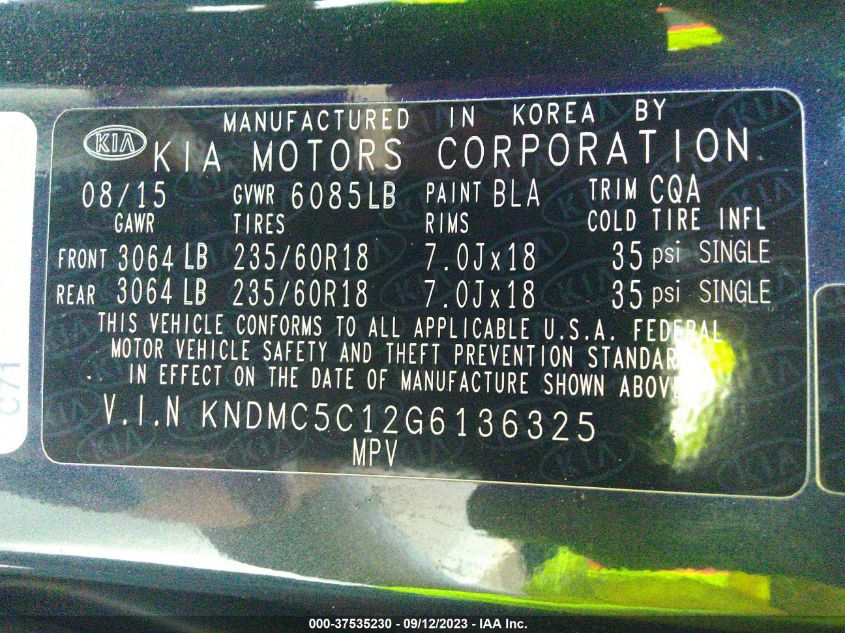 MANUFACTURED IN KOREA BY
KIA KIA MOTORS CORPORATION
08/15 GVWR 6085LB PAINT BLA TRIM CQA
GAWR TIRES RIMS COLD TIRE INFL
FRONT 3064 LB 235/60R18 7.0Jx18 35 psi SINGLE
REAR 3064 LB 235/60R18 7.0Jx18 35 psi SINGLE
THIS VEHICLE CONFORMS TO ALL APPLICABLE U.S.A. FEDERAL
MOTOR VEHICLE SAFETY AND THEFT PREVENTION STANDAR
IN EFFECT ON THE DATE OF MANUFACTURE SHOWN ABOVE
V.I.N KNDMC5C12G6136325
MPV
C71
000-37535230 - 09/12/2023 - IAA Inc.